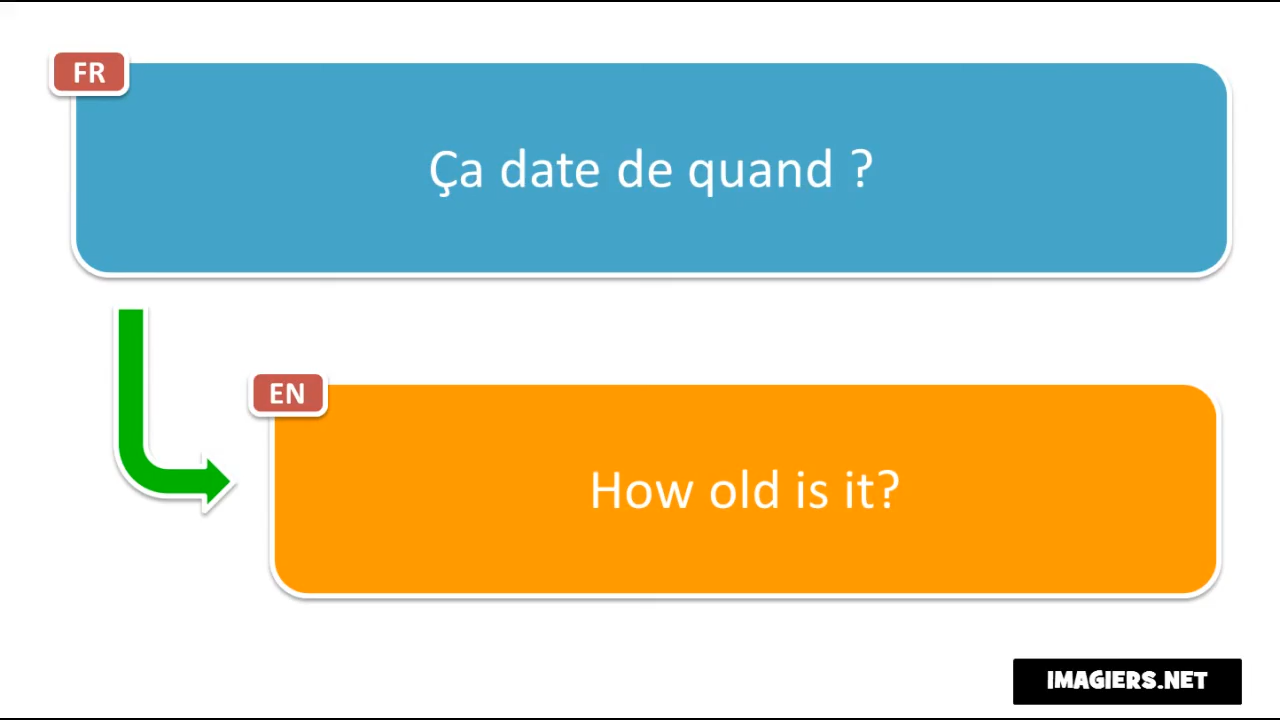 FR
Ça date de quand ?
EN
How old is it?
IMAGIERS.NET